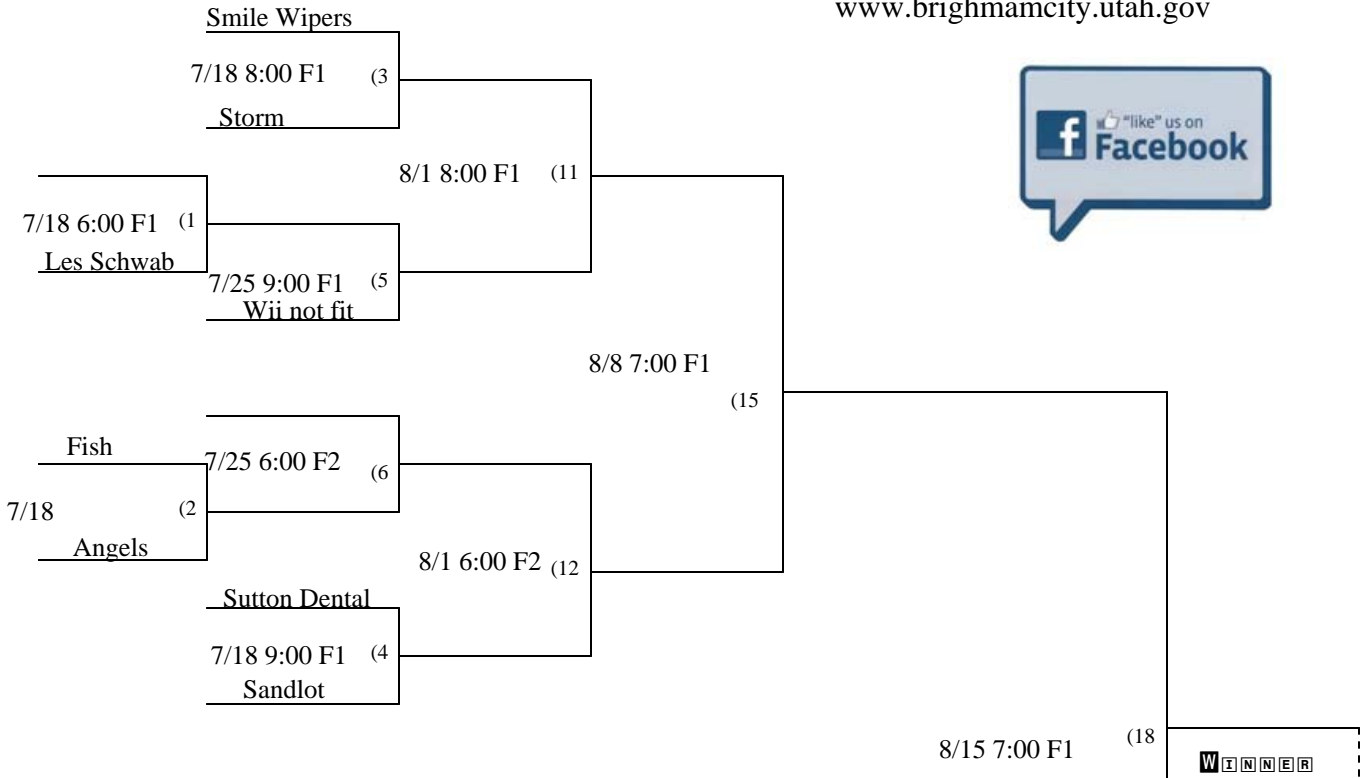 www.brighmamcity.utah.gov
Smile Wipers
7/18 8:00 F1 (3
Storm
"like" us on
Facebook
8/1 8:00 F1 (11
7/18 6:00 F1 (1
Les Schwab
7/25 9:00 F1 (5
Wii not fit
8/8 7:00 F1
(15
Fish
7/25 6:00 F2 (6
7/18 (2
Angels
8/1 6:00 F2 (12
Sutton Dental
7/18 9:00 F1 (4
Sandlot
8/15 7:00 F1 (18
WINNER